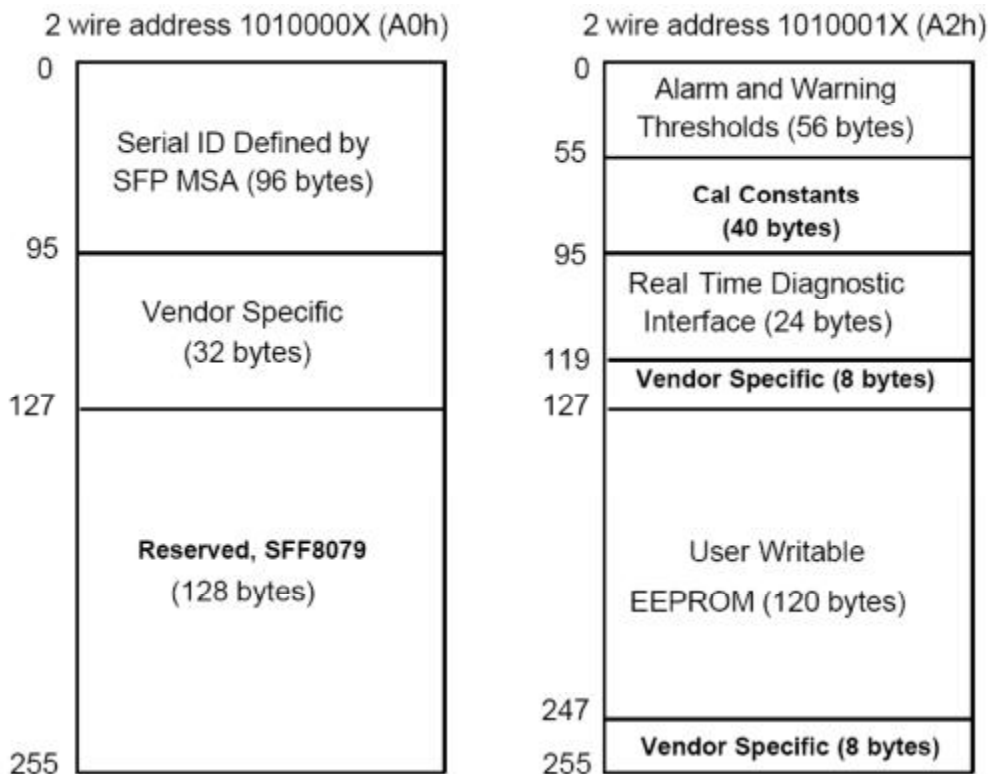 2 wire address 1010000X (A0h)
0
Serial ID Defined by
SFP MSA (96 bytes)
95
Vendor Specific
(32 bytes)
127
Reserved, SFF8079
(128 bytes)
255
2 wire address 1010001X (A2h)
0
Alarm and Warning
Thresholds (56 bytes)
55
Cal Constants
(40 bytes)
95
Real Time Diagnostic
Interface (24 bytes)
119
Vendor Specific (8 bytes)
127
User Writable
EEPROM (120 bytes)
247
Vendor Specific (8 bytes)
255